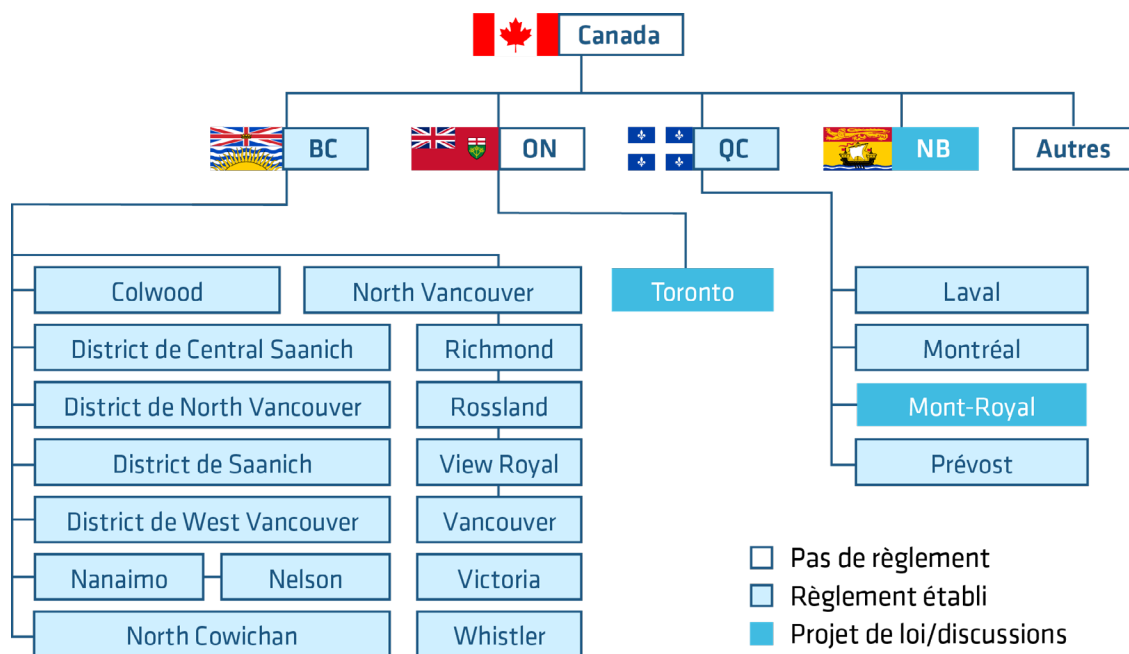 Canada
BC
ON
QC
NB
Autres
Colwood
North Vancouver
Toronto
Laval
District de Central Saanich
Richmond
Montréal
District de North Vancouver
Rossland
Mont-Royal
District de Saanich
View Royal
Prévost
District de West Vancouver
Vancouver
Nanaimo
Nelson
Victoria
North Cowichan
Whistler
Pas de règlement
Règlement établi
Projet de loi/discussions